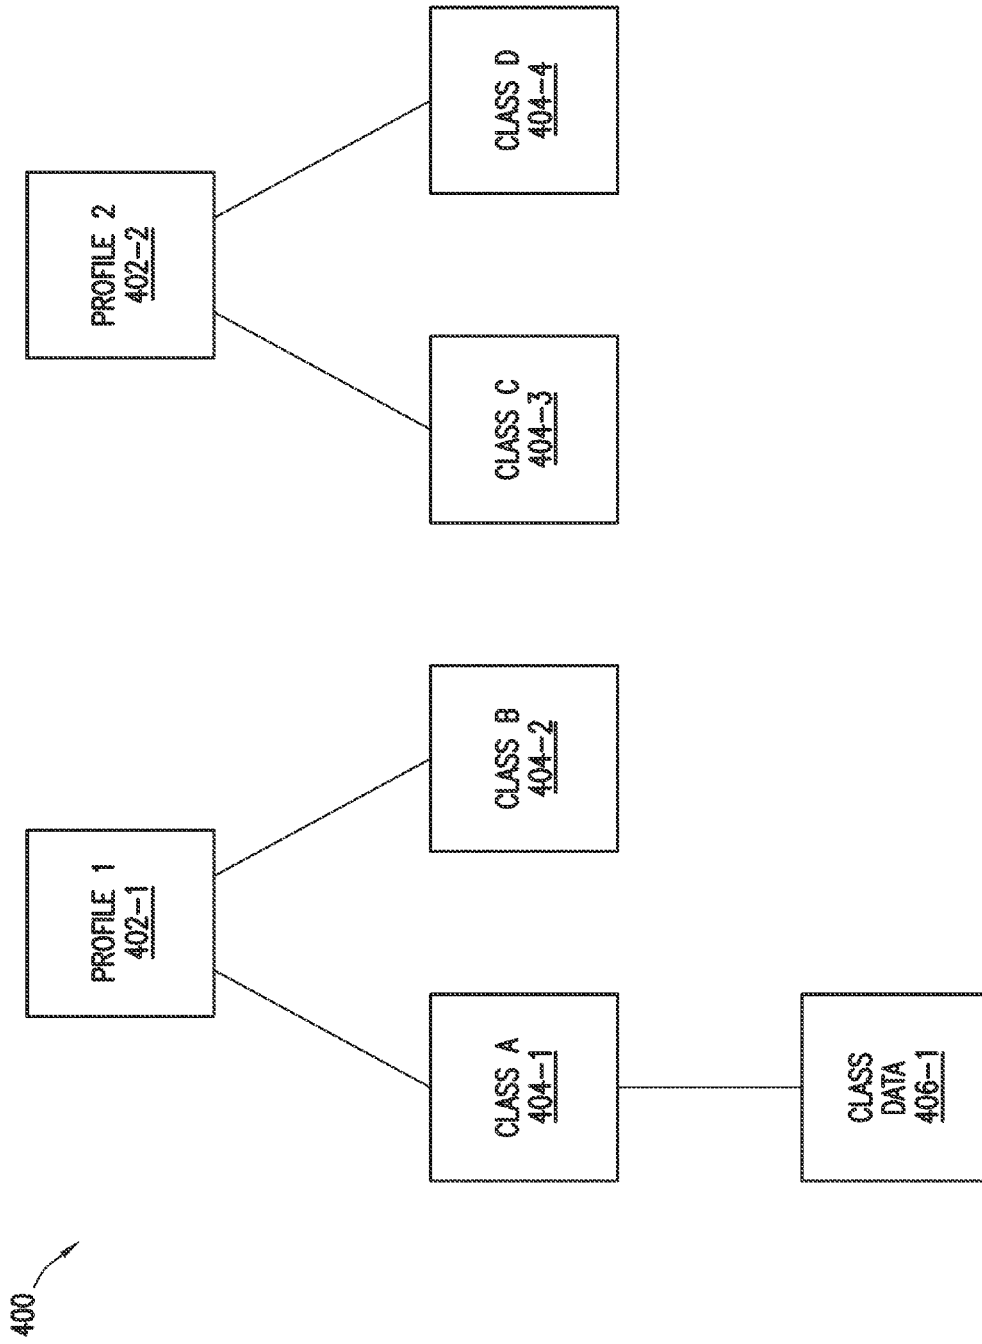 400
PROFILE 1
402-1
PROFILE 2
402-2
CLASS A
404-1
CLASS B
404-2
CLASS C
404-3
CLASS D
404-4
CLASS
DATA
406-1